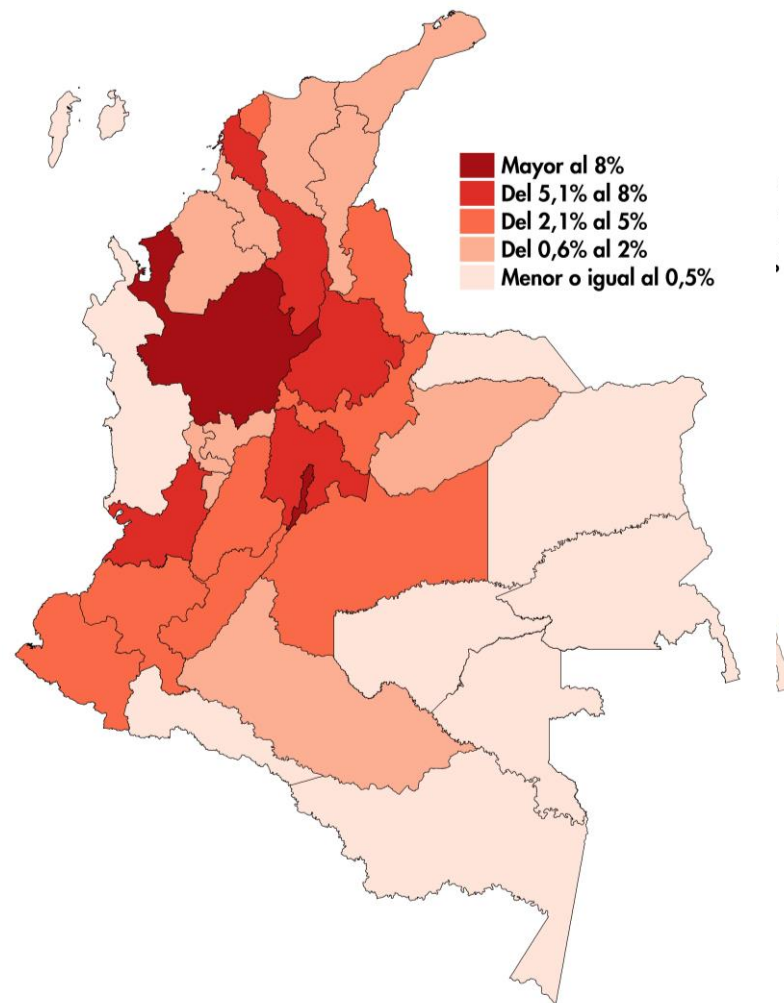 Mayor al 8%
Del 5,1% al 8%
Del 2,1% al 5%
Del 0,6% al 2%
Menor o igual al 0,5%